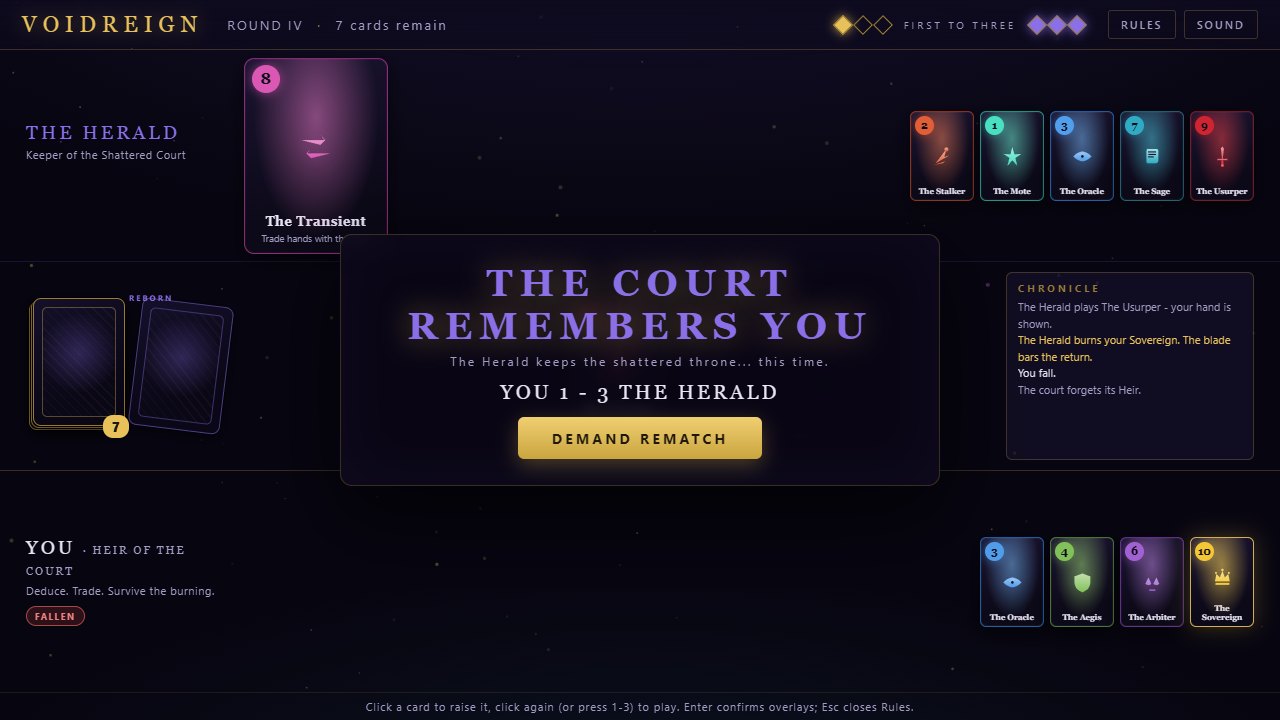 VOIDREIGN
ROUND IV · 7 cards remain
FIRST TO THREE
RULES
SOUND
THE HERALD
Keeper of the Shattered Court
8
The Transient
Trade hands with th
2
The Stalker
1
The Mote
3
The Oracle
7
The Sage
9
The Usurper
REBORN
7
THE COURT
REMEMBERS YOU
The Herald keeps the shattered throne... this time.
YOU 1 - 3 THE HERALD
DEMAND REMATCH
CHRONICLE
The Herald plays The Usurper - your hand is
shown.
The Herald burns your Sovereign. The blade
bars the return.
You fall.
The court forgets its Heir.
YOU · HEIR OF THE
COURT
Deduce. Trade. Survive the burning.
FALLEN
3
The Oracle
4
The Aegis
6
The Arbiter
10
The
Sovereign
Click a card to raise it, click again (or press 1-3) to play. Enter confirms overlays; Esc closes Rules.